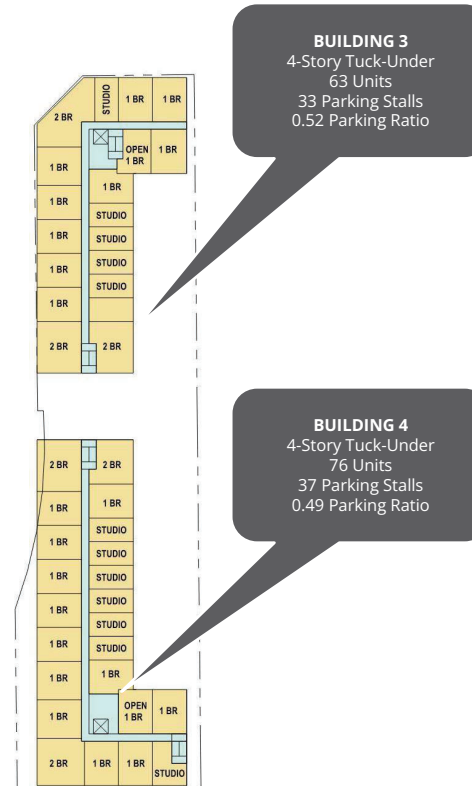 BUILDING 3
4-Story Tuck-Under
63 Units
33 Parking Stalls
0.52 Parking Ratio
2 BR
STUDIO
1 BR
1 BR
OPEN
1 BR
1 BR
1 BR
1 BR
1 BR
STUDIO
1 BR
STUDIO
1 BR
STUDIO
1 BR
STUDIO
2 BR
2 BR
BUILDING 4
4-Story Tuck-Under
76 Units
37 Parking Stalls
0.49 Parking Ratio
2 BR
2 BR
1 BR
1 BR
1 BR
STUDIO
STUDIO
1 BR
STUDIO
1 BR
STUDIO
1 BR
STUDIO
STUDIO
1 BR
1 BR
1 BR
OPEN
1 BR
1 BR
2 BR
1 BR
1 BR
STUDIO